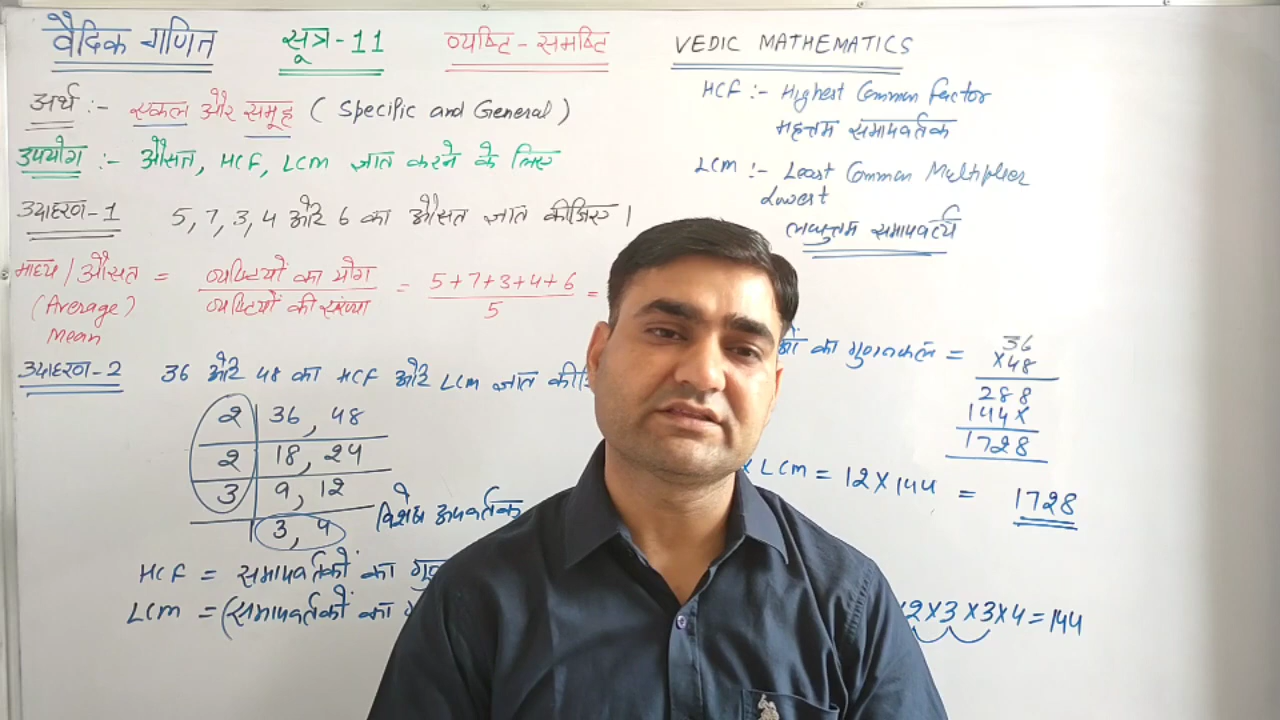 वैदिक गणित सूत्र-11 व्यष्टि - समष्टि VEDIC MATHEMATICS
अर्थ :- सकल और समूह ( Specific and General )
उपयोग :- औसत, HCF, LCM ज्ञात करने के लिए
HCF :- Highest Common Factor
महत्तम समापवर्तक
LCM :- Least Common Multiplier
Lowest
लघुत्तम समापवर्त्य
उदाहरण-1 5, 7, 3, 4 और 6 का औसत ज्ञात कीजिए ।
माध्य / औसत = व्यष्टियों का योग / व्यष्टियों की संख्या = 5+7+3+4+6 / 5 =
(Average)
Mean
उदाहरण-2 36 और 48 का HCF और LCM ज्ञात
2 | 36, 48
2 | 18, 24
3 | 9, 12
3, 4 विशेष अपवर्तक
HCF = समापवर्तकों का
LCM = (समापवर्तकों का
का गुणनफल = 36
×48
288
144×
1728
× LCM = 12×144 = 1728
2×3×3×4=144